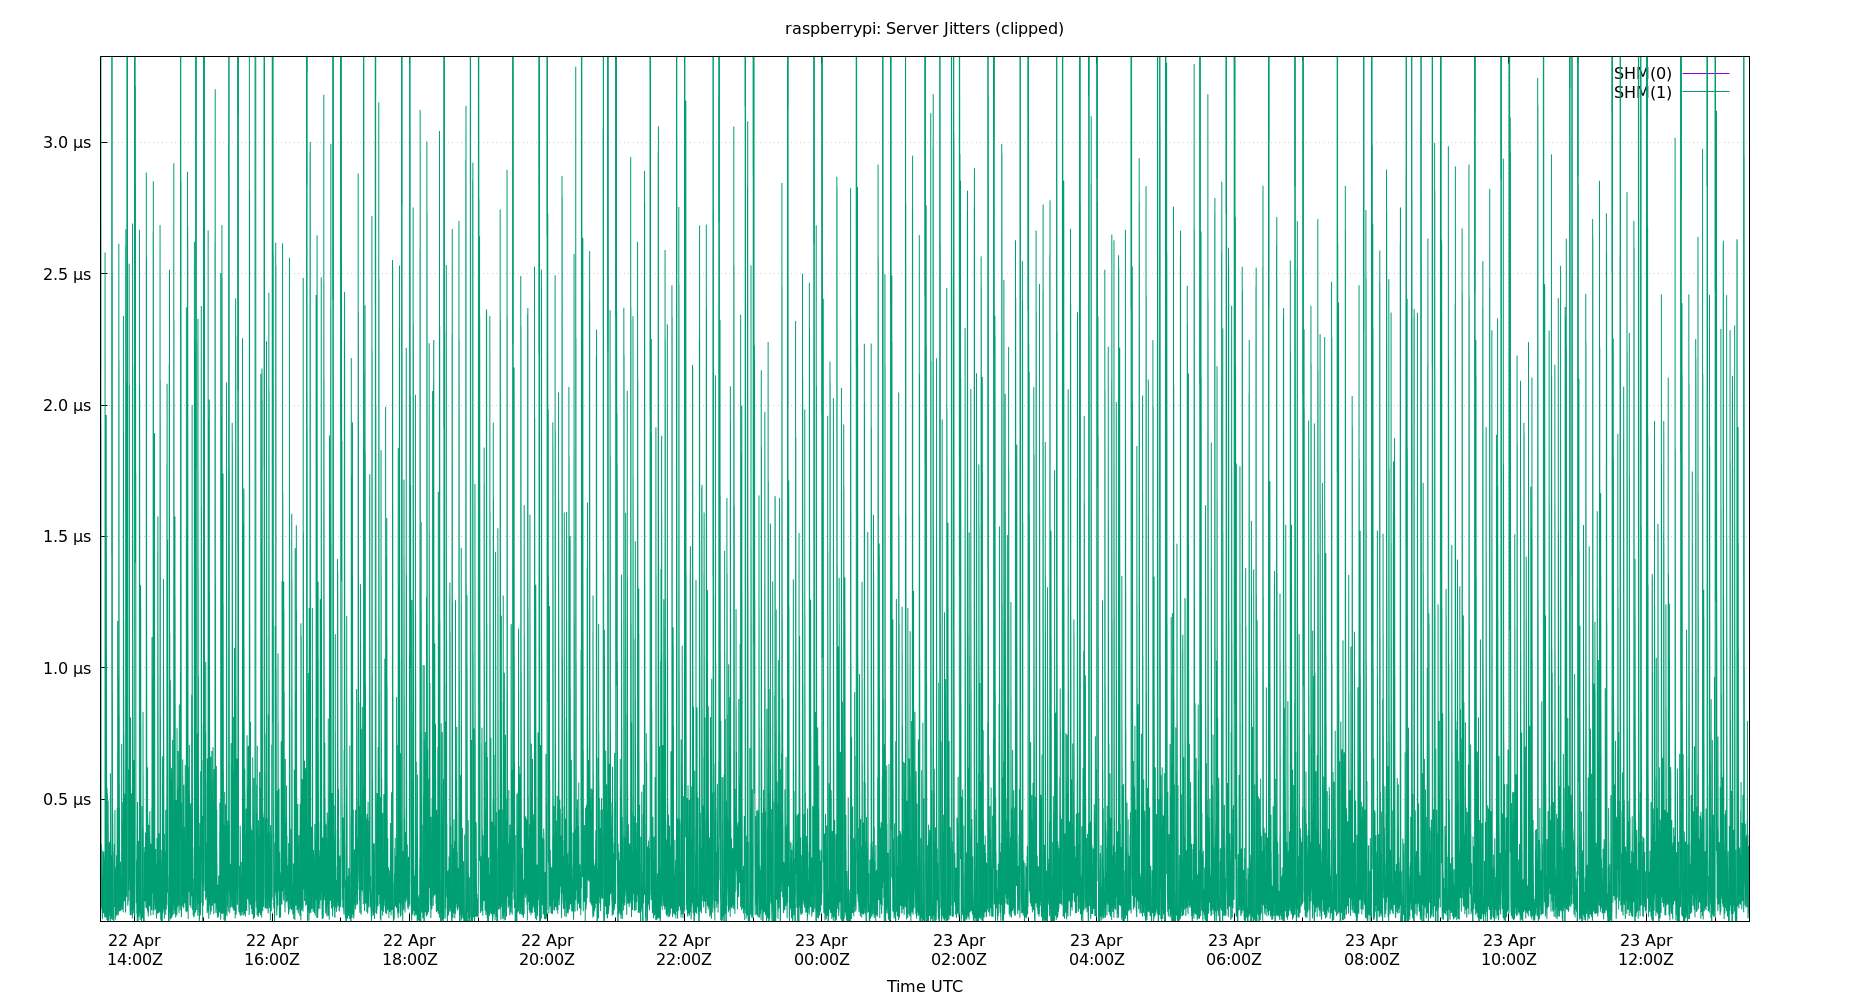 raspberrypi: Server Jitters (clipped)
SHM(0)
SHM(1)
3.0 µs
2.5 µs
2.0 µs
1.5 µs
1.0 µs
0.5 µs
22 Apr 22 Apr 22 Apr 22 Apr 22 Apr 23 Apr 23 Apr 23 Apr 23 Apr 23 Apr 23 Apr 23 Apr
14:00Z 16:00Z 18:00Z 20:00Z 22:00Z 00:00Z 02:00Z 04:00Z 06:00Z 08:00Z 10:00Z 12:00Z
Time UTC